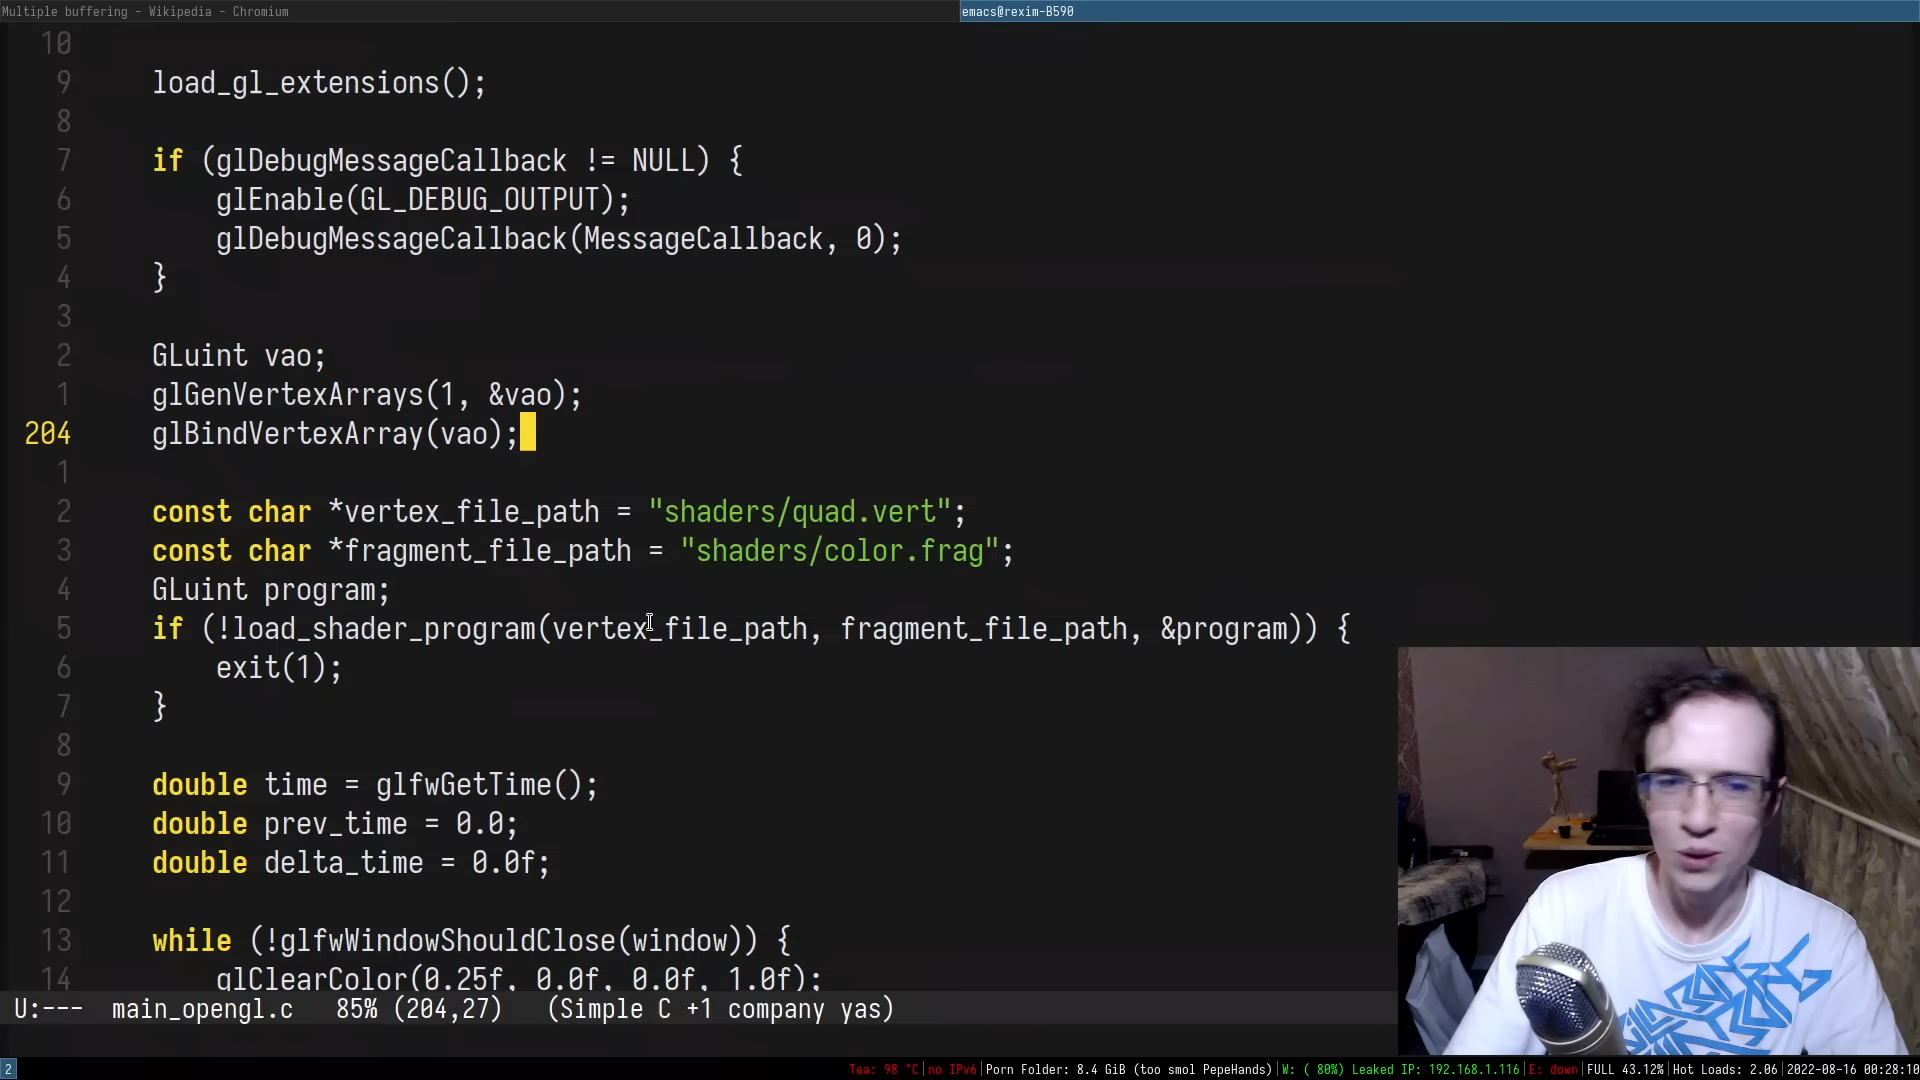 Multiple buffering - Wikipedia - Chromium
emacs@rexim-B590
10
9 load_gl_extensions();
8
7 if (glDebugMessageCallback != NULL) {
6 glEnable(GL_DEBUG_OUTPUT);
5 glDebugMessageCallback(MessageCallback, 0);
4 }
3
2 GLuint vao;
1 glGenVertexArrays(1, &vao);
204 glBindVertexArray(vao);
1
2 const char *vertex_file_path = "shaders/quad.vert";
3 const char *fragment_file_path = "shaders/color.frag";
4 GLuint program;
5 if (!load_shader_program(vertex_file_path, fragment_file_path, &program)) {
6 exit(1);
7 }
8
9 double time = glfwGetTime();
10 double prev_time = 0.0;
11 double delta_time = 0.0f;
12
13 while (!glfwWindowShouldClose(window)) {
14 glClearColor(0.25f, 0.0f, 0.0f, 1.0f);
U:--- main_opengl.c 85% (204,27) (Simple C +1 company yas)
2 Tea: 98 °C|no IPv6|Porn Folder: 8.4 GiB (too smol PepeHands)|W: ( 80%) Leaked IP: 192.168.1.116|E: down|FULL 43.12%|Hot Loads: 2.06|2022-08-16 00:28:10